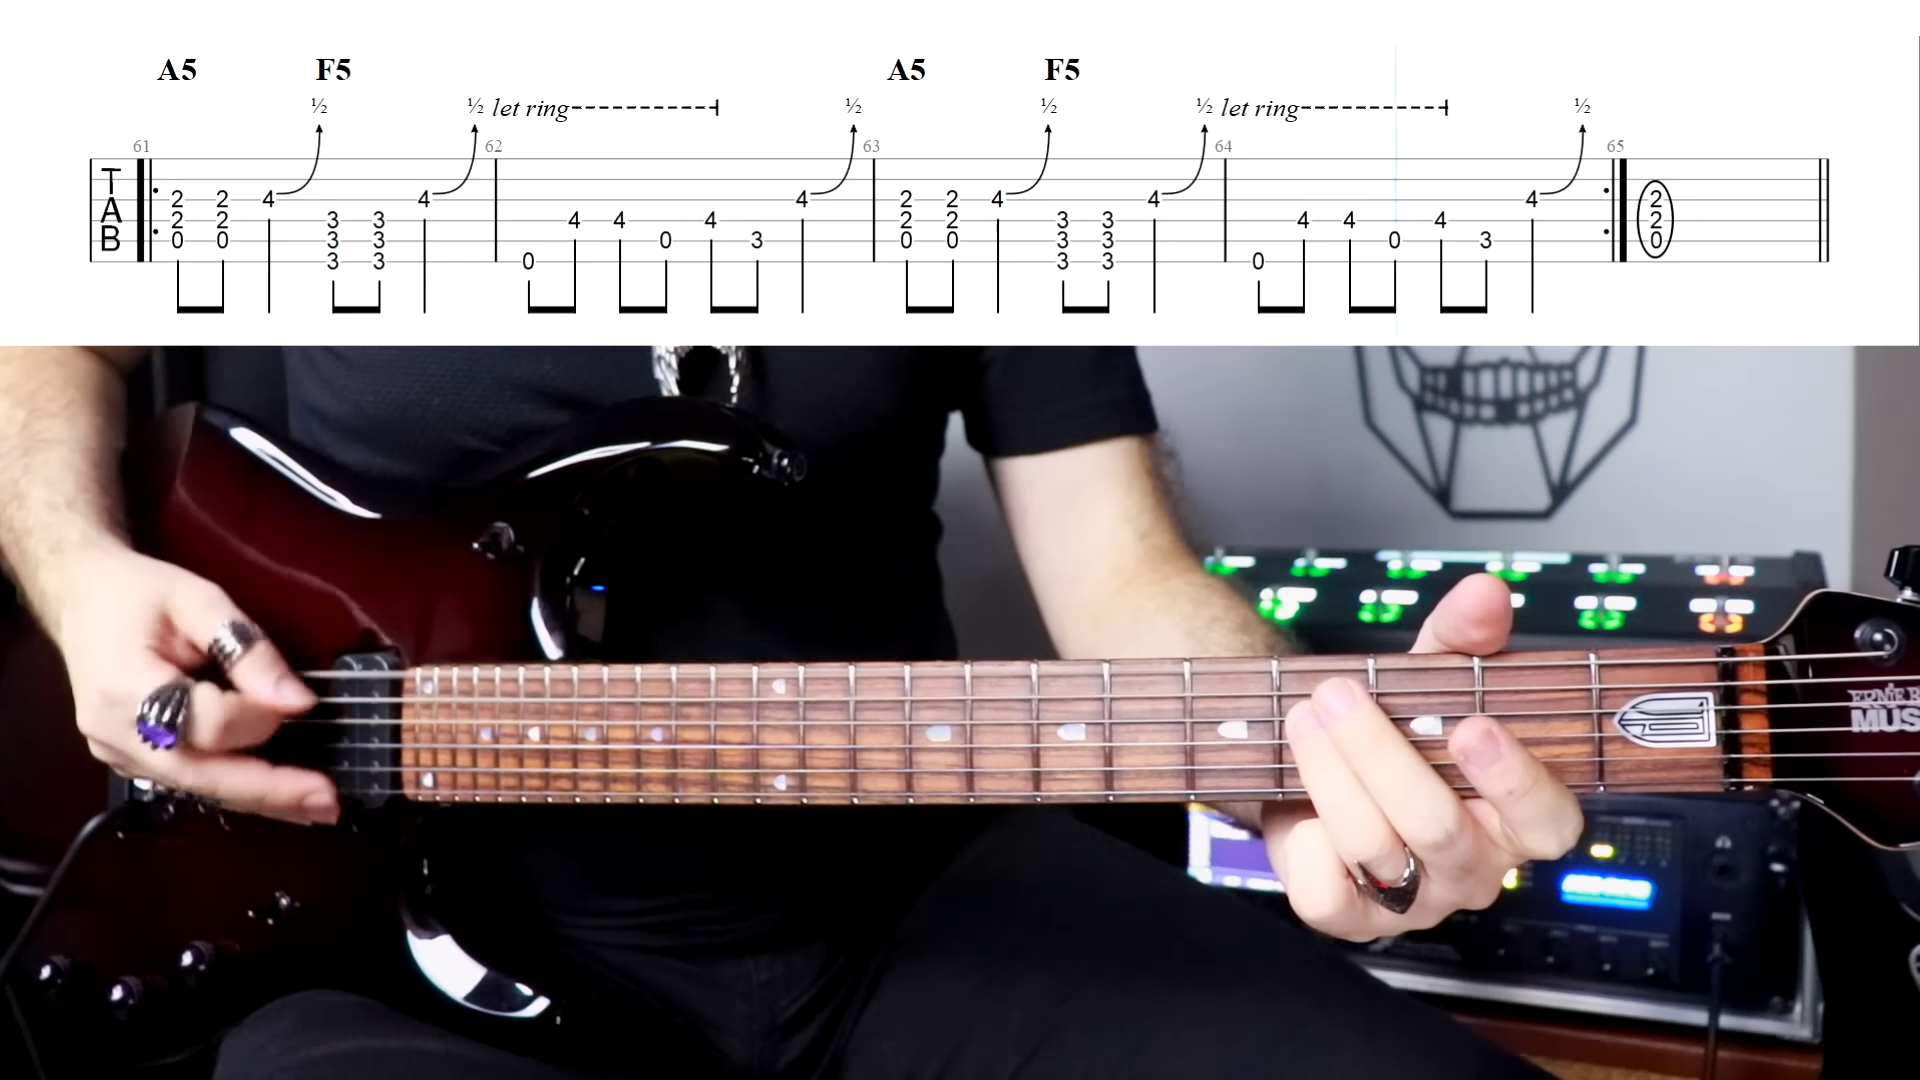 A5 F5 A5 F5
½ ½ let ring ½ ½ ½ let ring ½
61 62 63 64 65
T
2 2 4 4 4 2 2 4 4 4 2
A
2 2 3 3 4 4 4 2 2 3 3 4 4 4 2
B
0 0 3 3 0 3 0 0 3 3 0 3 0
3 3 0 3 3 0
ERNIE B
MUS